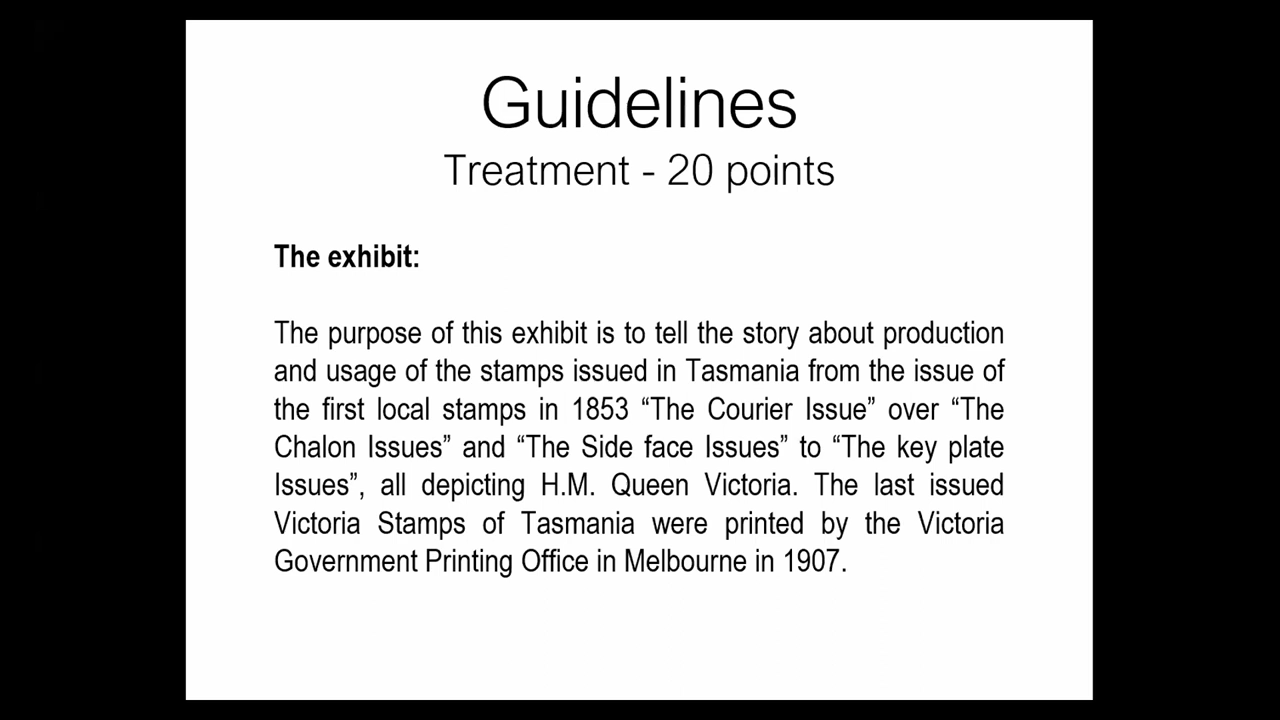 Guidelines
Treatment - 20 points
The exhibit:
The purpose of this exhibit is to tell the story about production
and usage of the stamps issued in Tasmania from the issue of
the first local stamps in 1853 “The Courier Issue” over “The
Chalon Issues” and “The Side face Issues” to “The key plate
Issues”, all depicting H.M. Queen Victoria. The last issued
Victoria Stamps of Tasmania were printed by the Victoria
Government Printing Office in Melbourne in 1907.